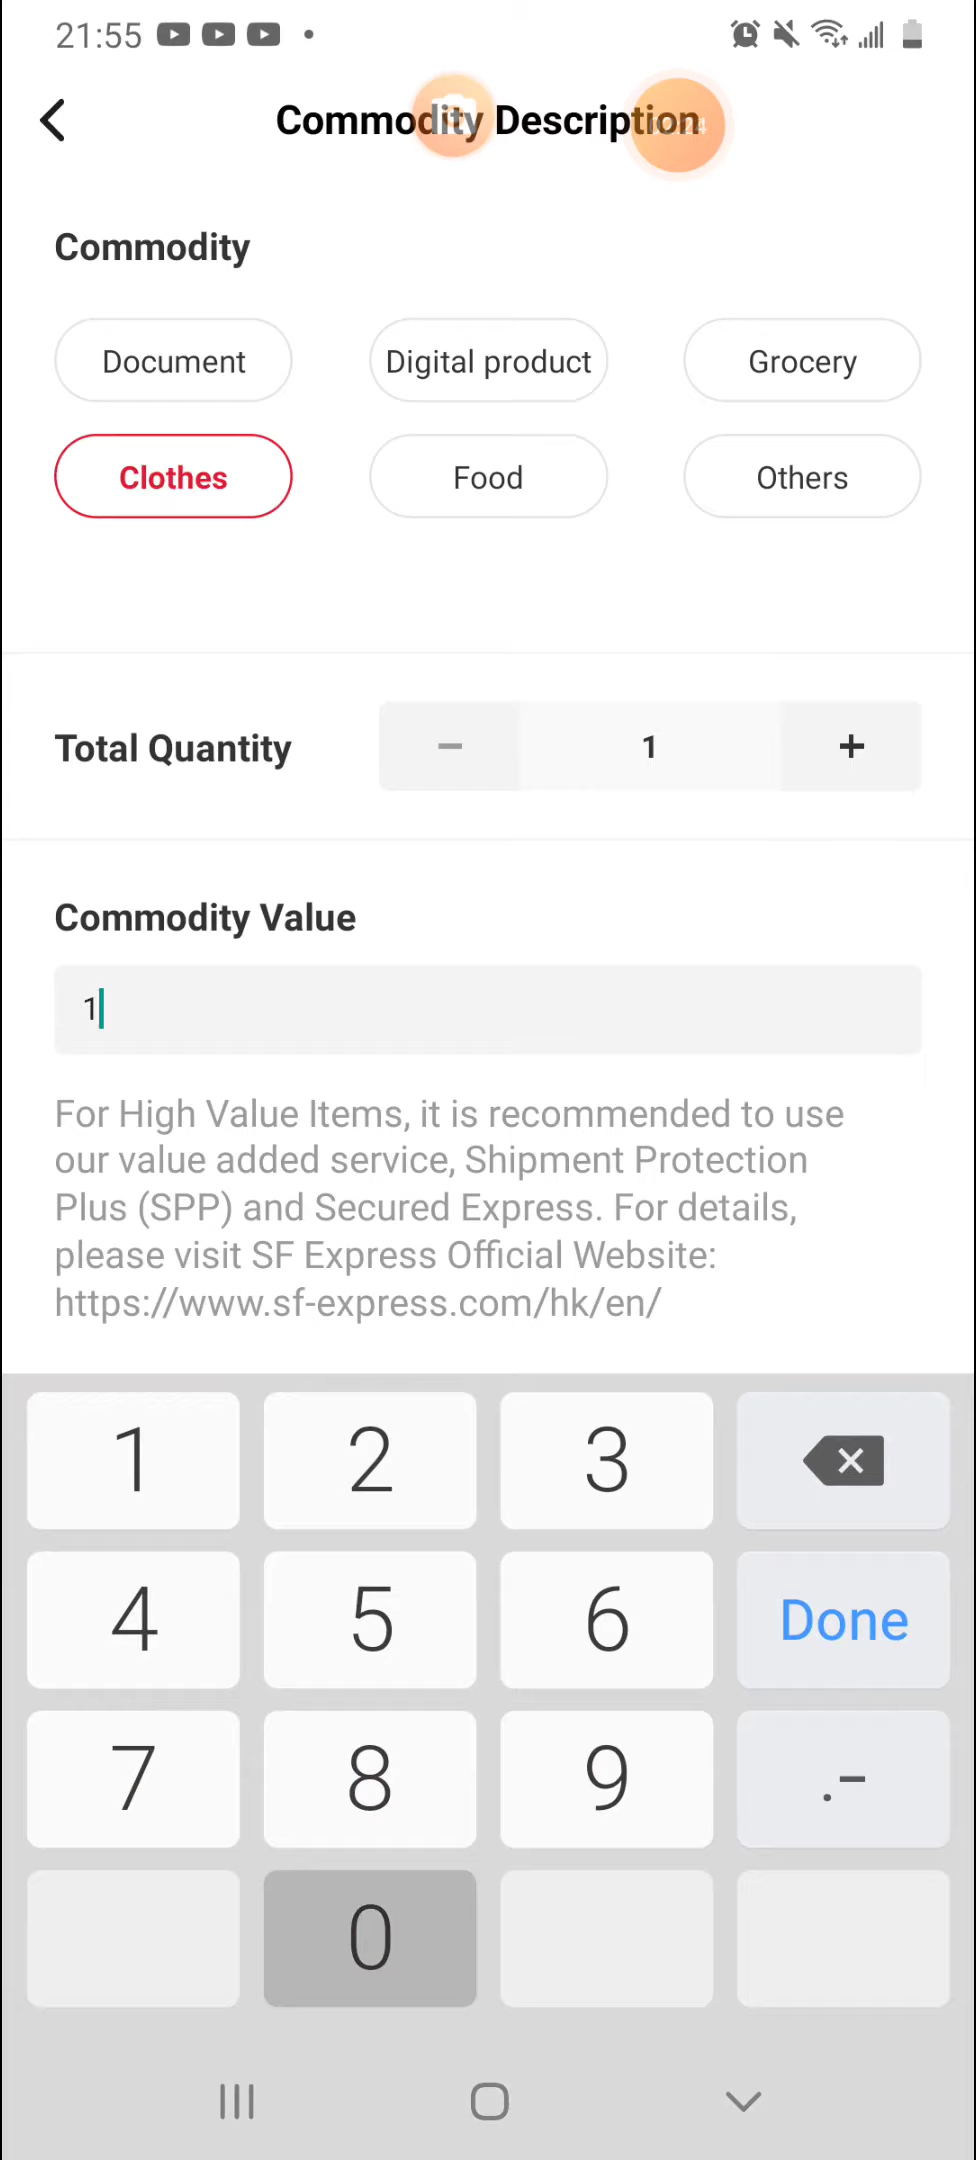 21:55
Commodity Description
Commodity
Document
Digital product
Grocery
Clothes
Food
Others
Total Quantity
1
Commodity Value
1
For High Value Items, it is recommended to use
our value added service, Shipment Protection
Plus (SPP) and Secured Express. For details,
please visit SF Express Official Website:
https://www.sf-express.com/hk/en/
1
2
3
4
5
6
Done
7
8
9
.-
0